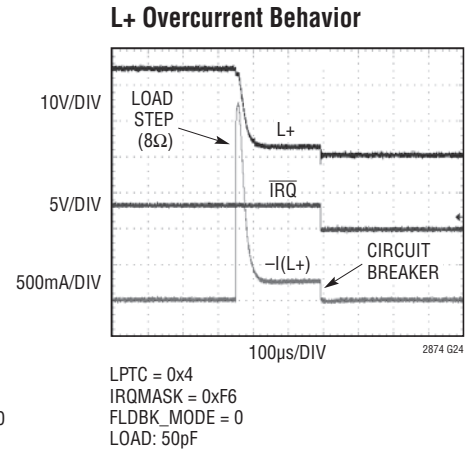 L+ Overcurrent Behavior
10V/DIV
LOAD
STEP
(8Ω)
L+
5V/DIV
IRQ
–I(L+)
500mA/DIV
CIRCUIT
BREAKER
100µs/DIV
2874 G24
LPTC = 0x4
IRQMASK = 0xF6
0
FLDBK_MODE = 0
LOAD: 50pF